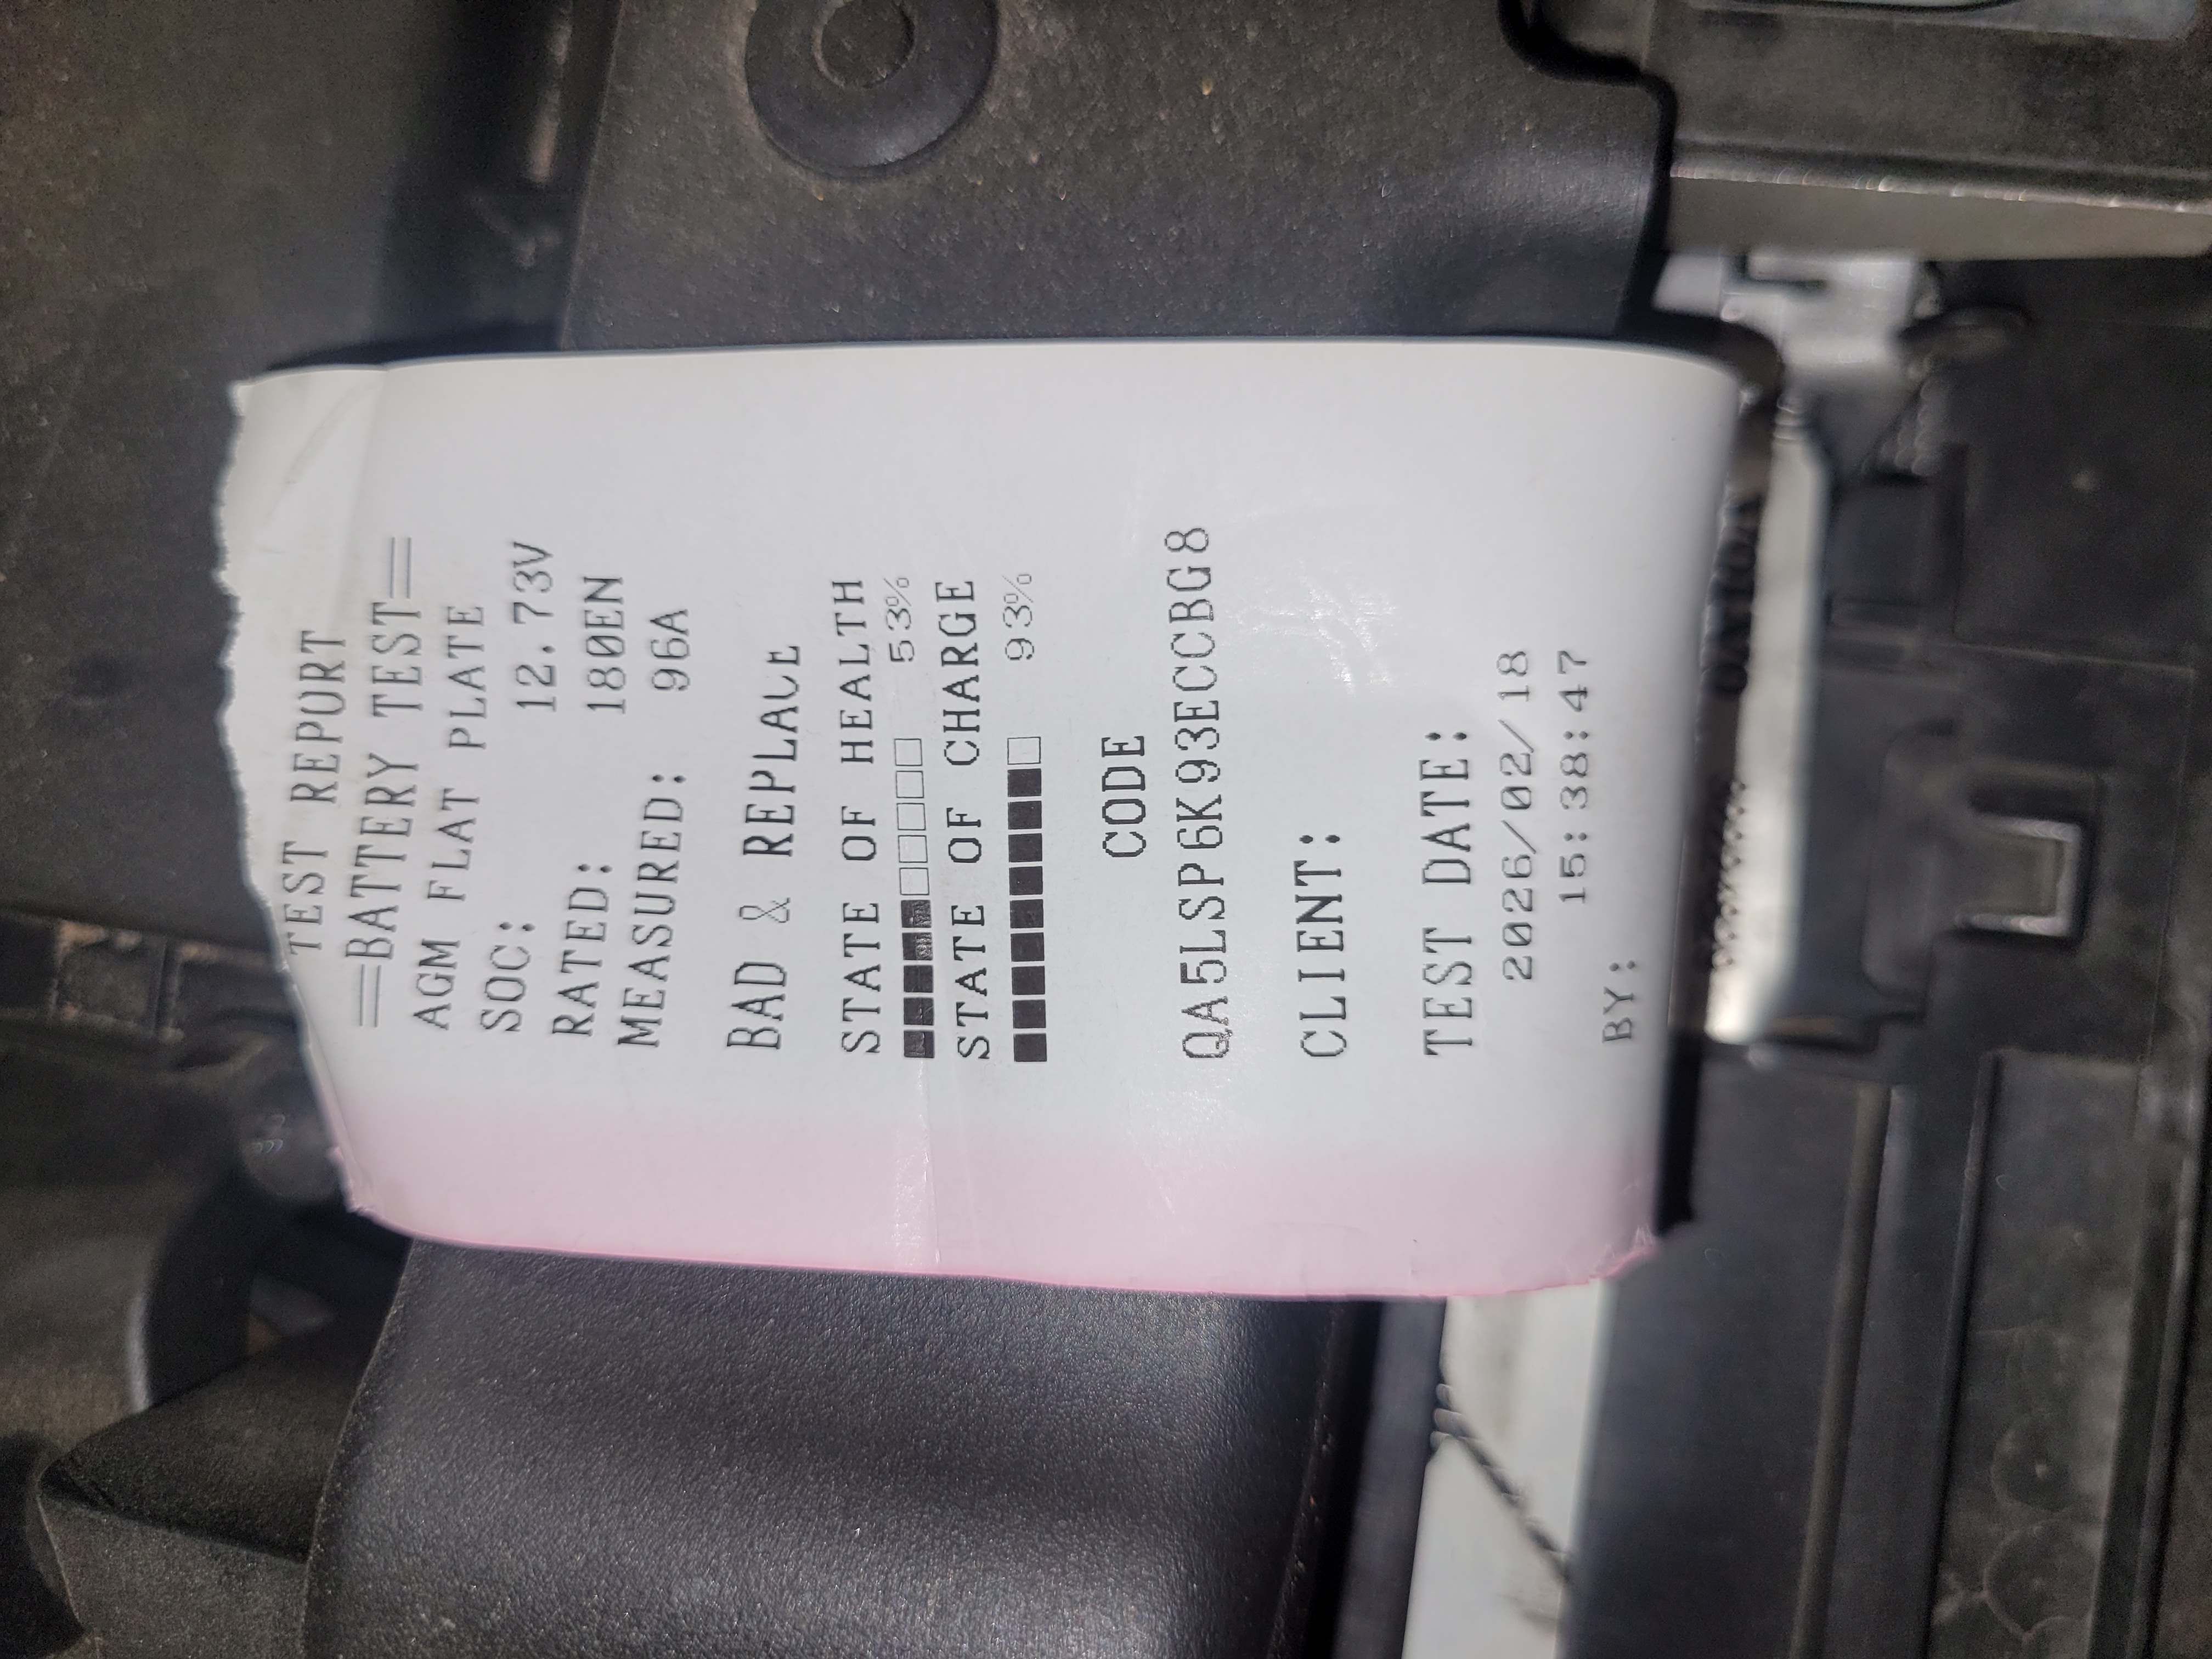 TEST REPORT
==BATTERY TEST==
AGM FLAT PLATE
SOC: 12.73V
RATED: 180EN
MEASURED: 96A
BAD & REPLACE
STATE OF HEALTH
53%
STATE OF CHARGE
93%
CODE
QA5LSP6K93ECCBG8
CLIENT:
TEST DATE:
2026/02/18
15:38:47
BY: